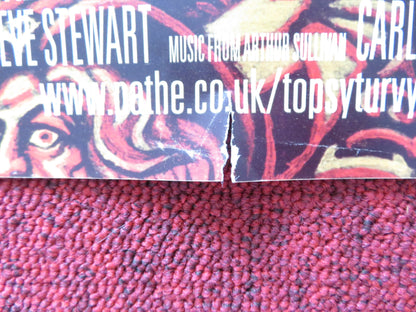 EVE STEWART MUSIC FROM ARTHUR SULLIVAN CARL
www.pathe.co.uk/topsyturvy